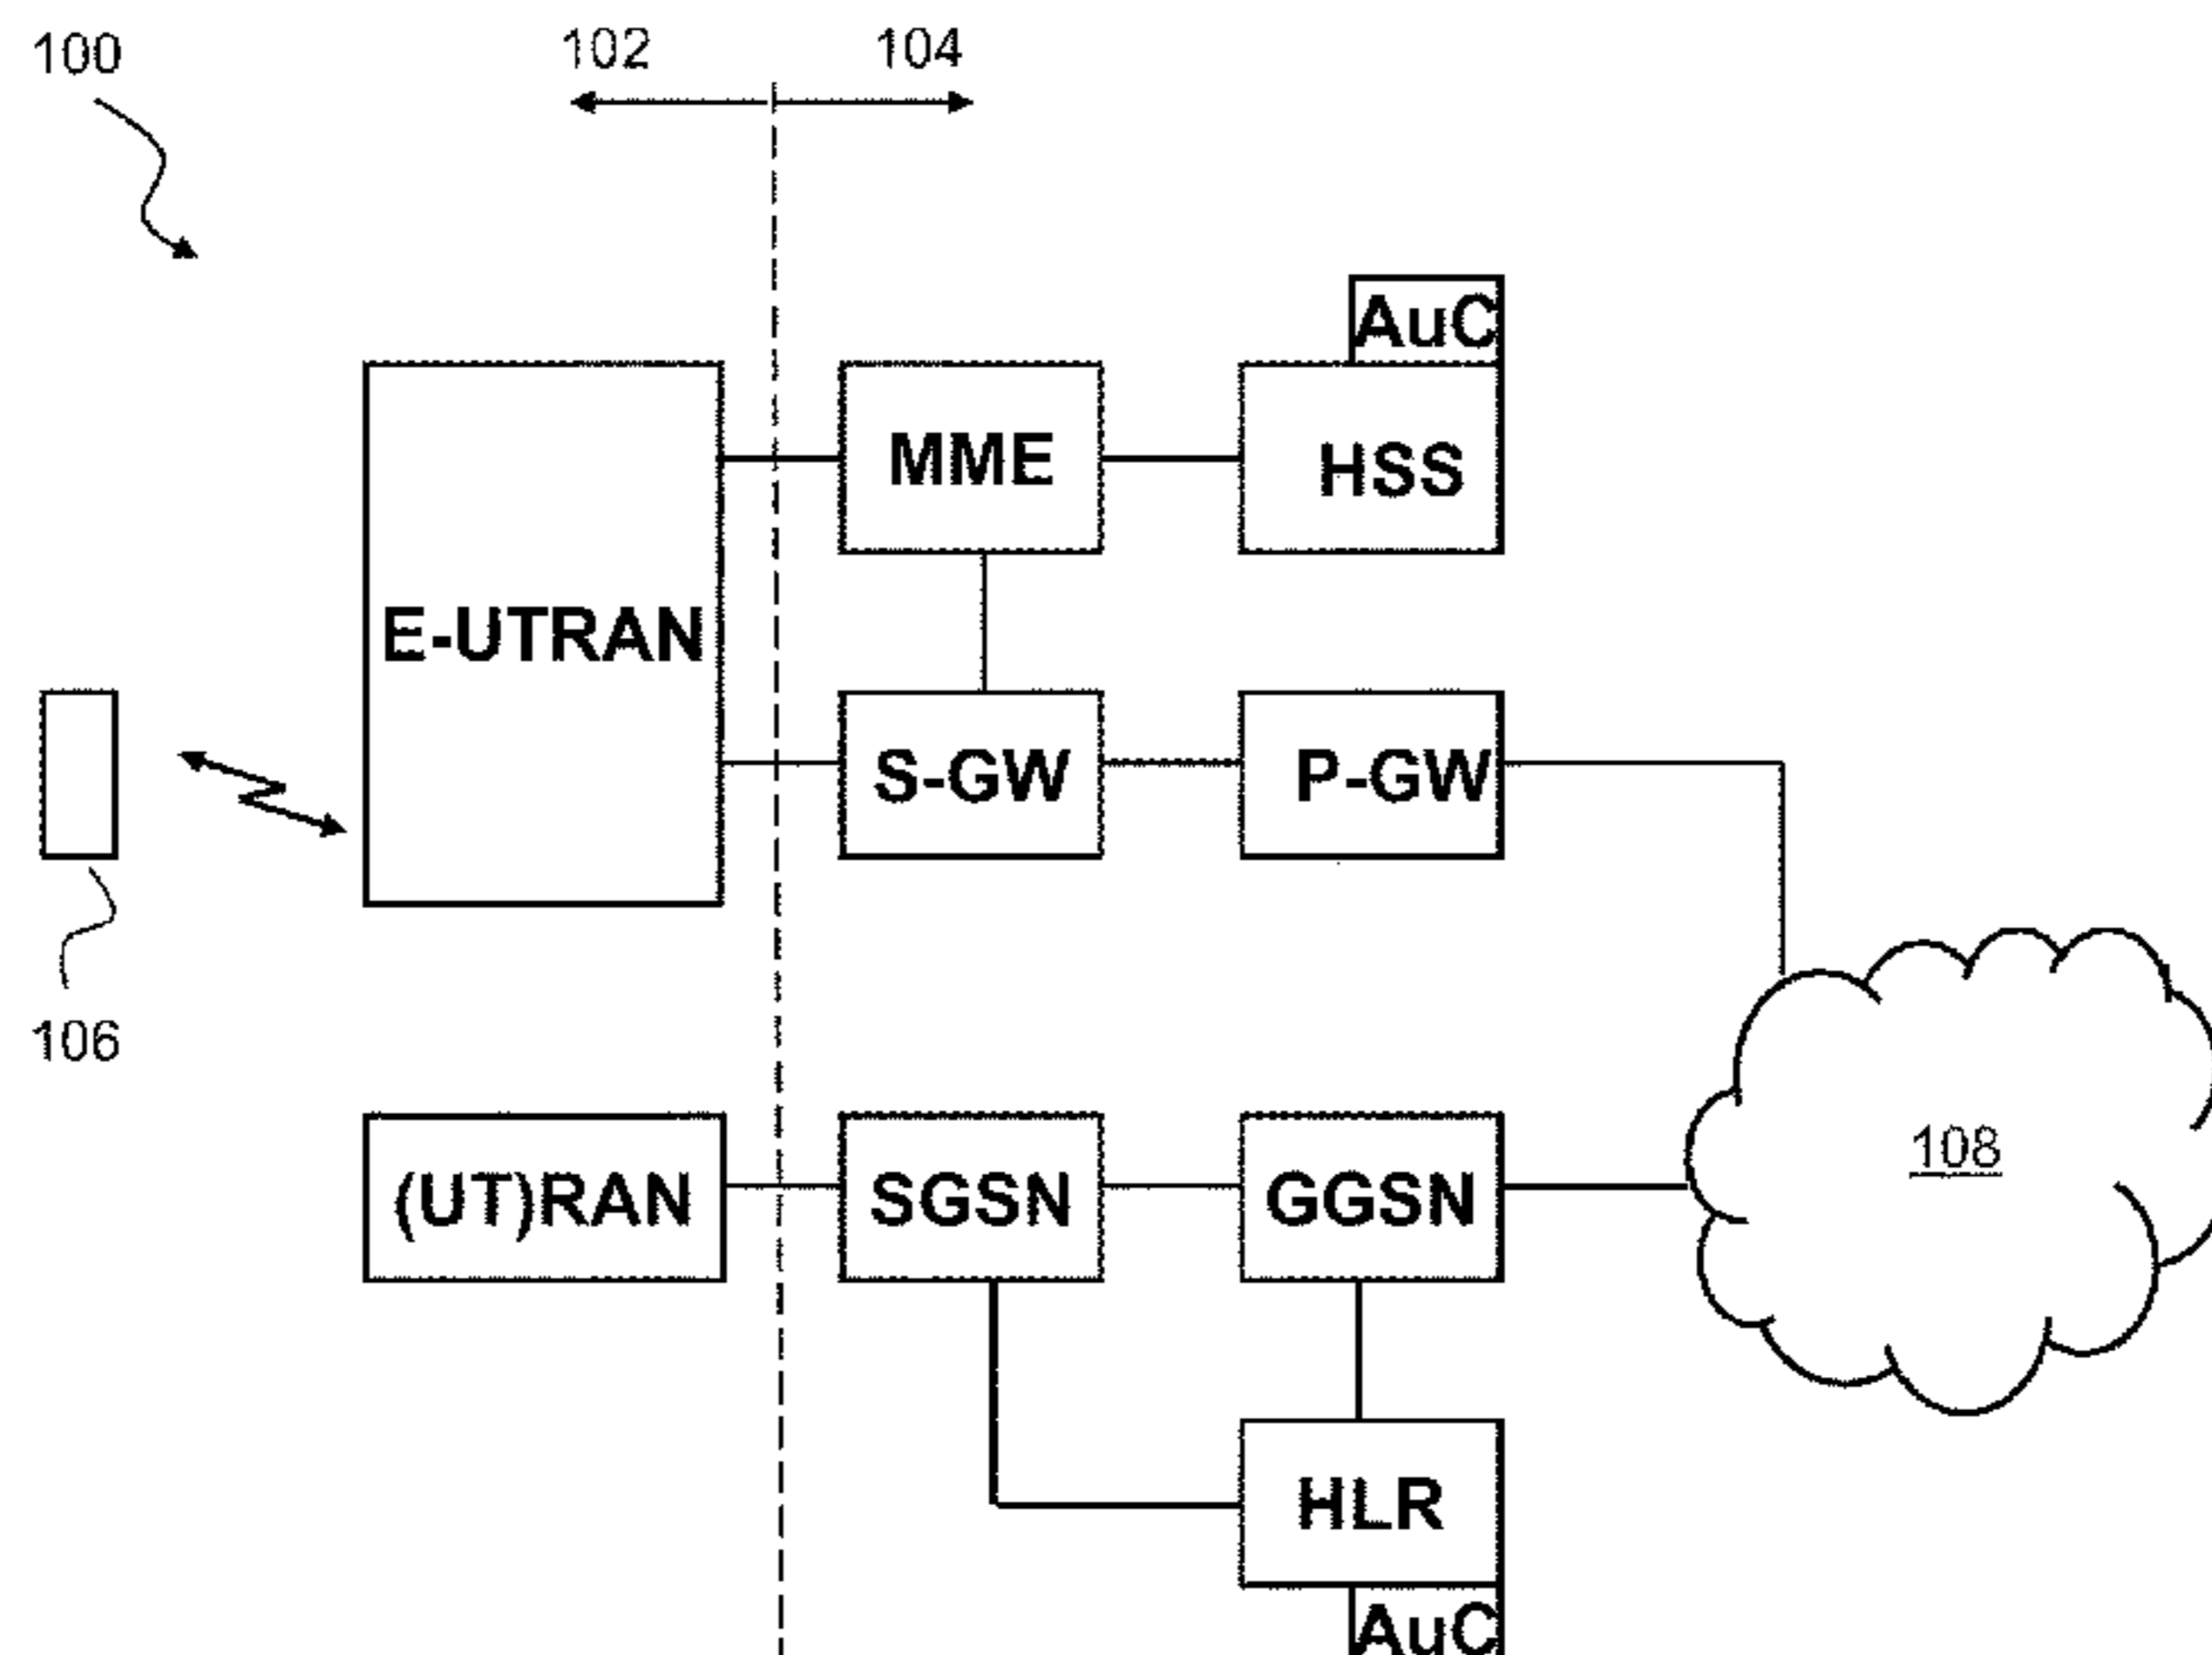 100
102
104
AuC
MME
HSS
E-UTRAN
S-GW
P-GW
106
108
(UT)RAN
SGSN
GGSN
HLR
AuC